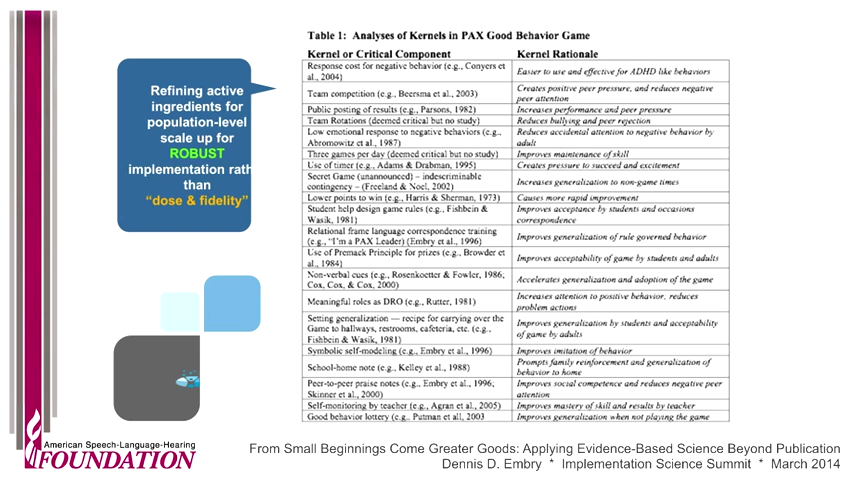 Refining active
ingredients for
population-level
scale up for
ROBUST
implementation rath
than
“dose & fidelity”
Table 1: Analyses of Kernels in PAX Good Behavior Game
Kernel or Critical Component Kernel Rationale
Response cost for negative behavior (e.g., Conyers et
al., 2004)
Easier to use and effective for ADHD like behaviors
Team competition (e.g., Beersma et al., 2003)
Creates positive peer pressure, and reduces negative
peer attention
Public posting of results (e.g., Parsons, 1982)
Increases performance and peer pressure
Team Rotations (deemed critical but no study)
Reduces bullying and peer rejection
Low emotional response to negative behaviors (e.g.,
Abromowitz et al., 1987)
Reduces accidental attention to negative behavior by
adult
Three games per day (deemed critical but no study)
Improves maintenance of skill
Use of timer (e.g., Adams & Drabman, 1995)
Creates pressure to succeed and excitement
Secret Game (unannounced) – indescriminable
contingency – (Freeland & Noel, 2002)
Increases generalization to non-game times
Lower points to win (e.g., Harris & Sherman, 1973)
Causes more rapid improvement
Student help design game rules (e.g., Fishbein &
Wasik, 1981)
Improves acceptance by students and occasions
correspondence
Relational frame language correspondence training
(e.g., “I'm a PAX Leader) (Embry et al., 1996)
Improves generalization of rule governed behavior
Use of Premack Principle for prizes (e.g., Browder et
al., 1984)
Improves acceptability of game by students and adults
Non-verbal cues (e.g., Rosenkoetter & Fowler, 1986;
Cox, Cox, & Cox, 2000)
Accelerates generalization and adoption of the game
Meaningful roles as DRO (e.g., Rutter, 1981)
Increases attention to positive behavior, reduces
problem actions
Setting generalization — recipe for carrying over the
Game to hallways, restrooms, cafeteria, etc. (e.g.,
Fishbein & Wasik, 1981)
Improves generalization by students and acceptability
of game by adults
Symbolic self-modeling (e.g., Embry et al., 1996)
Improves imitation of behavior
School-home note (e.g., Kelley et al., 1988)
Prompts family reinforcement and generalization of
behavior to home
Peer-to-peer praise notes (e.g., Embry et al., 1996;
Skinner et al., 2000)
Improves social competence and reduces negative peer
attention
Self-monitoring by teacher (e.g., Agran et al., 2005)
Improves mastery of skill and results by teacher
Good behavior lottery (e.g.. Putman et all, 2003
Improves generalization when not playing the game
American Speech-Language-Hearing
FOUNDATION
From Small Beginnings Come Greater Goods: Applying Evidence-Based Science Beyond Publication
Dennis D. Embry * Implementation Science Summit * March 2014